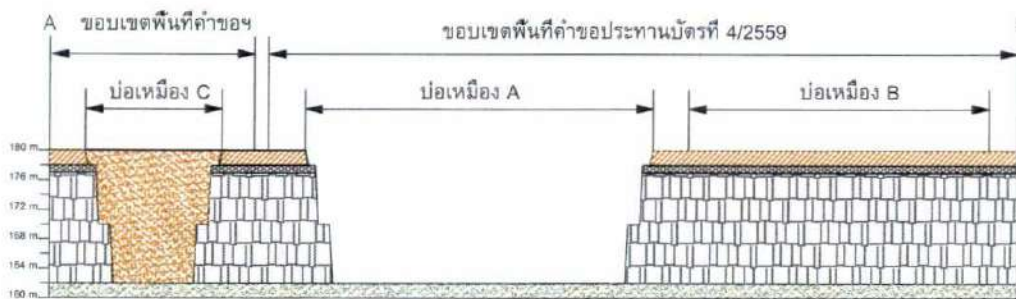 A ขอบเขตพื้นที่คำขอฯ
ขอบเขตพื้นที่คำขอประทานบัตรที่ 4/2559
บ่อเหมือง C
บ่อเหมือง A
บ่อเหมือง B
180 m.
176 m.
172 m.
168 m.
154 m.
160 m.